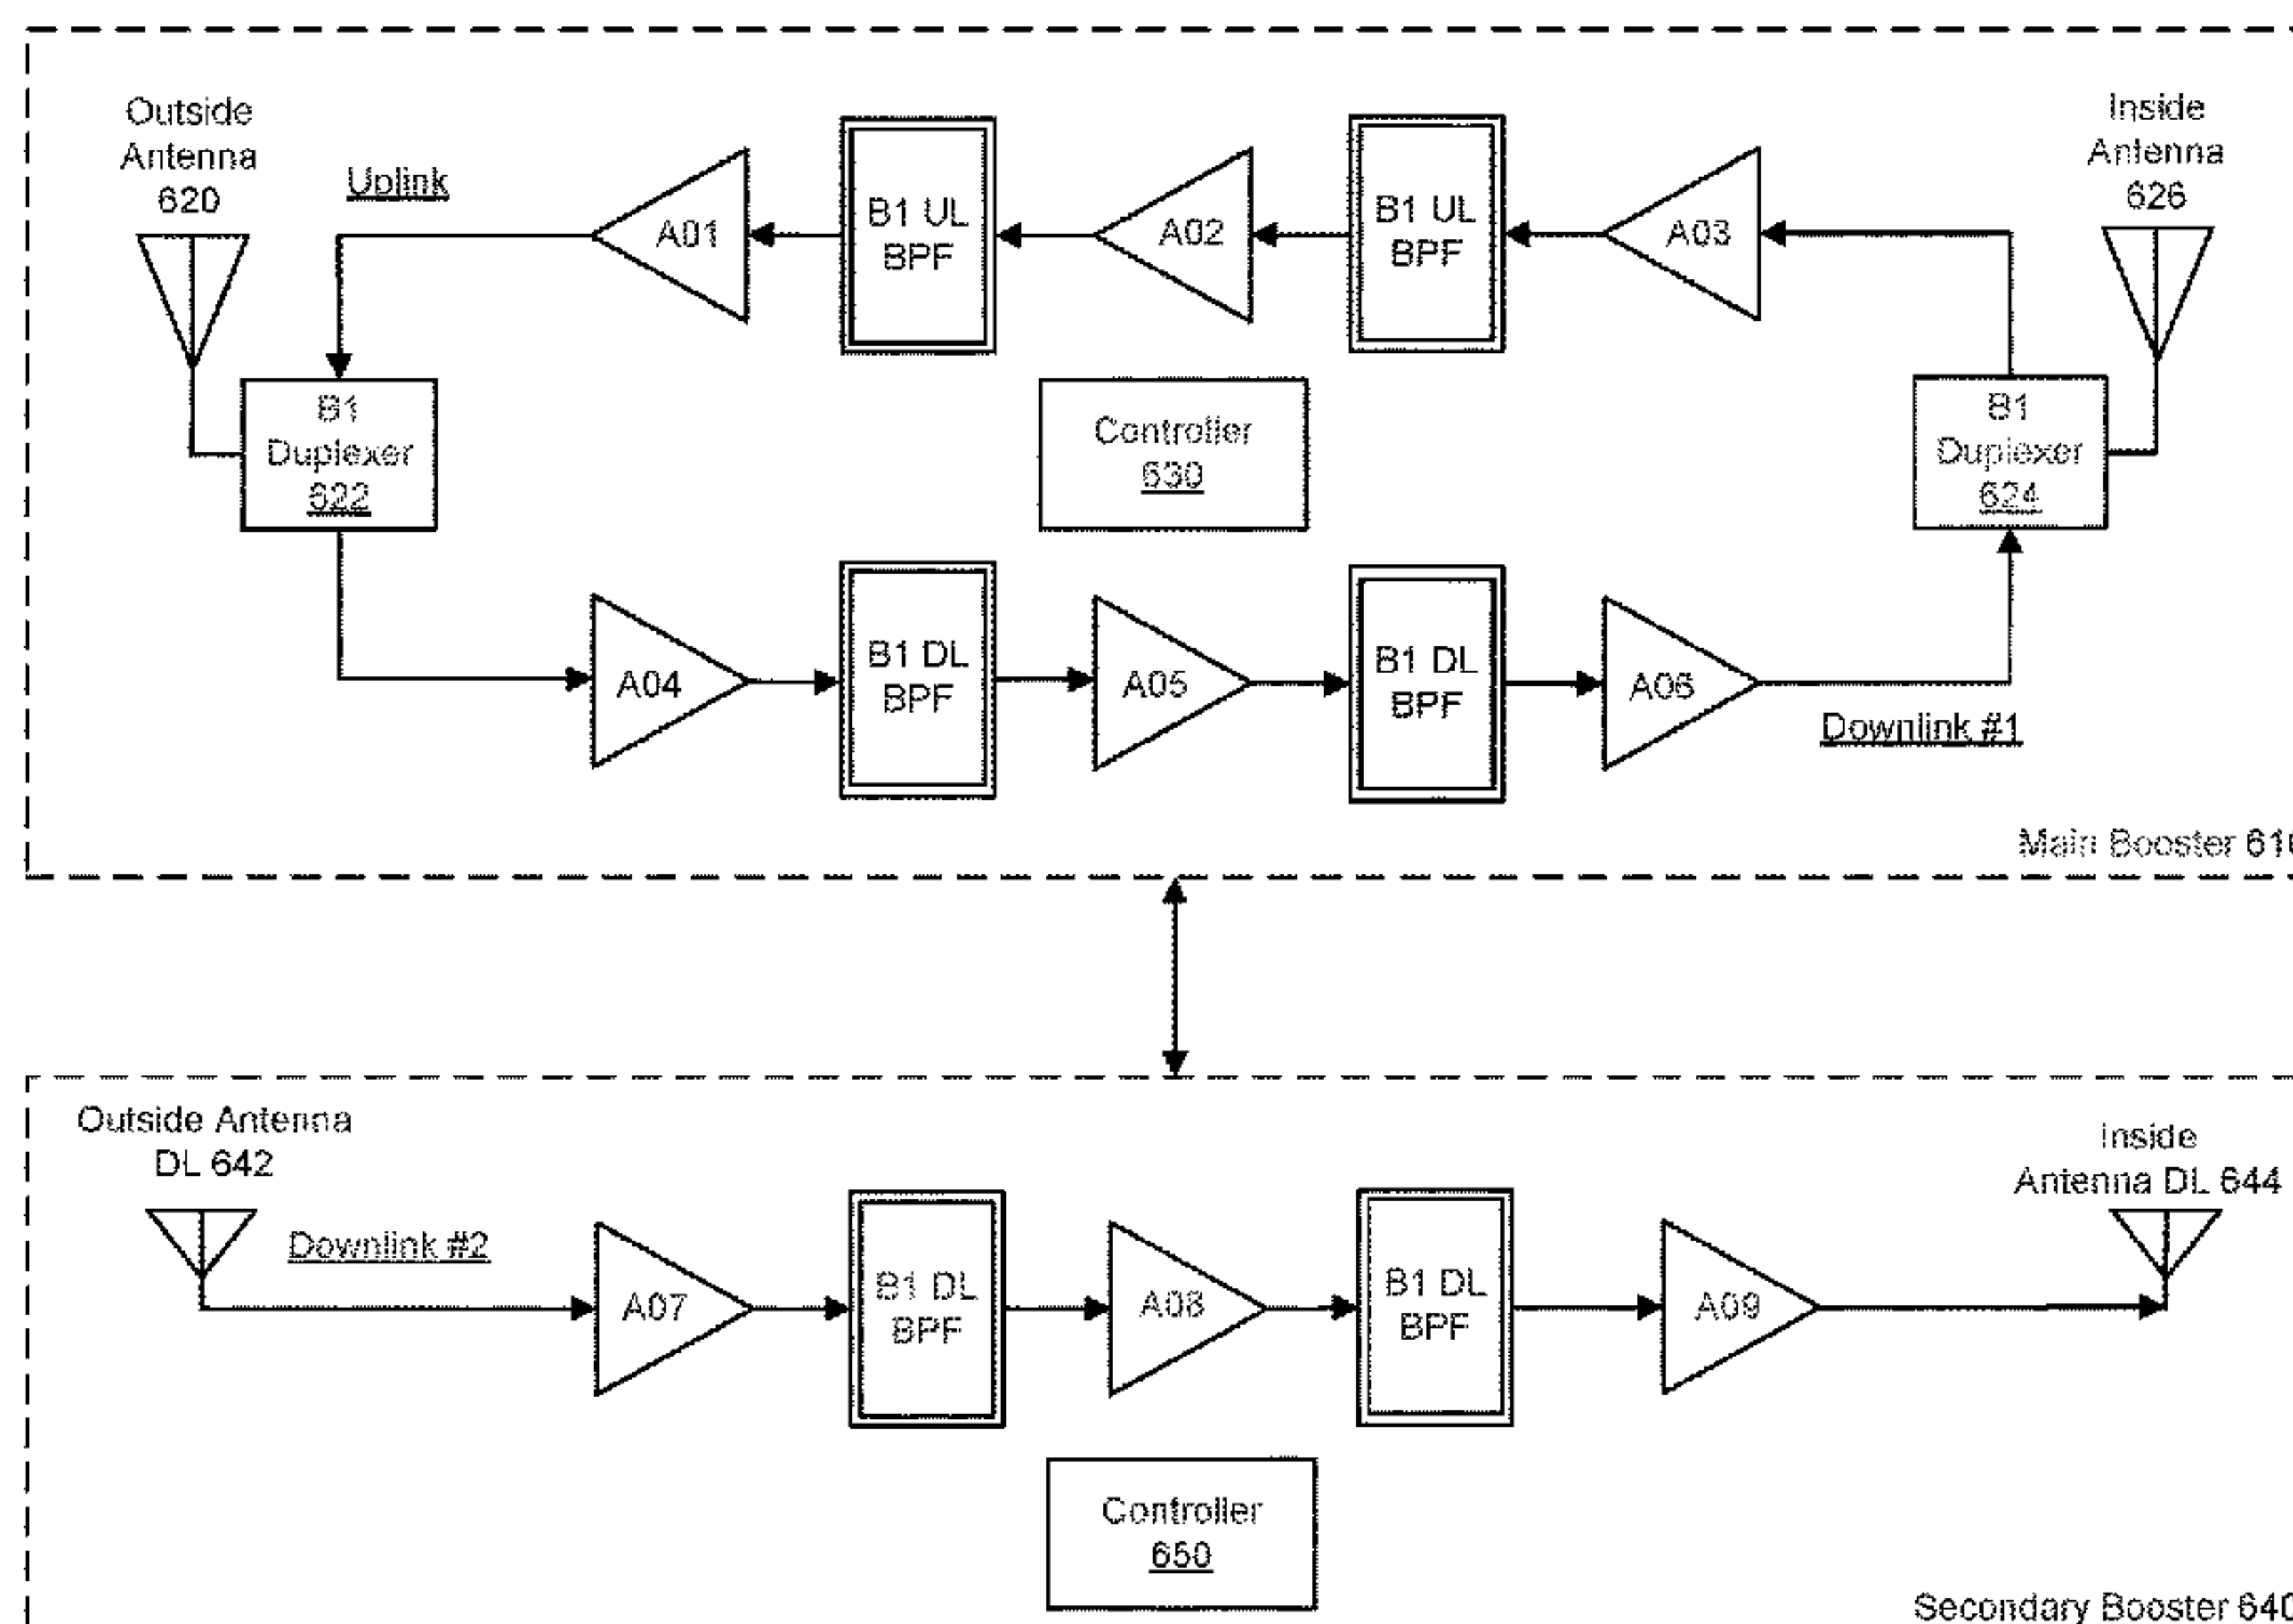 Outside
Antenna
620
Uplink
A01
B1 UL
BPF
A02
B1 UL
BPF
A03
Inside
Antenna
626
B1
Duplexer
622
Controller
630
B1
Duplexer
624
A04
B1 DL
BPF
A05
B1 DL
BPF
A06
Downlink #1
Main Booster
Outside Antenna
DL 642
Downlink #2
A07
B1 DL
BPF
A08
B1 DL
BPF
A09
Inside
Antenna DL 644
Controller
650
Secondary Booster 640